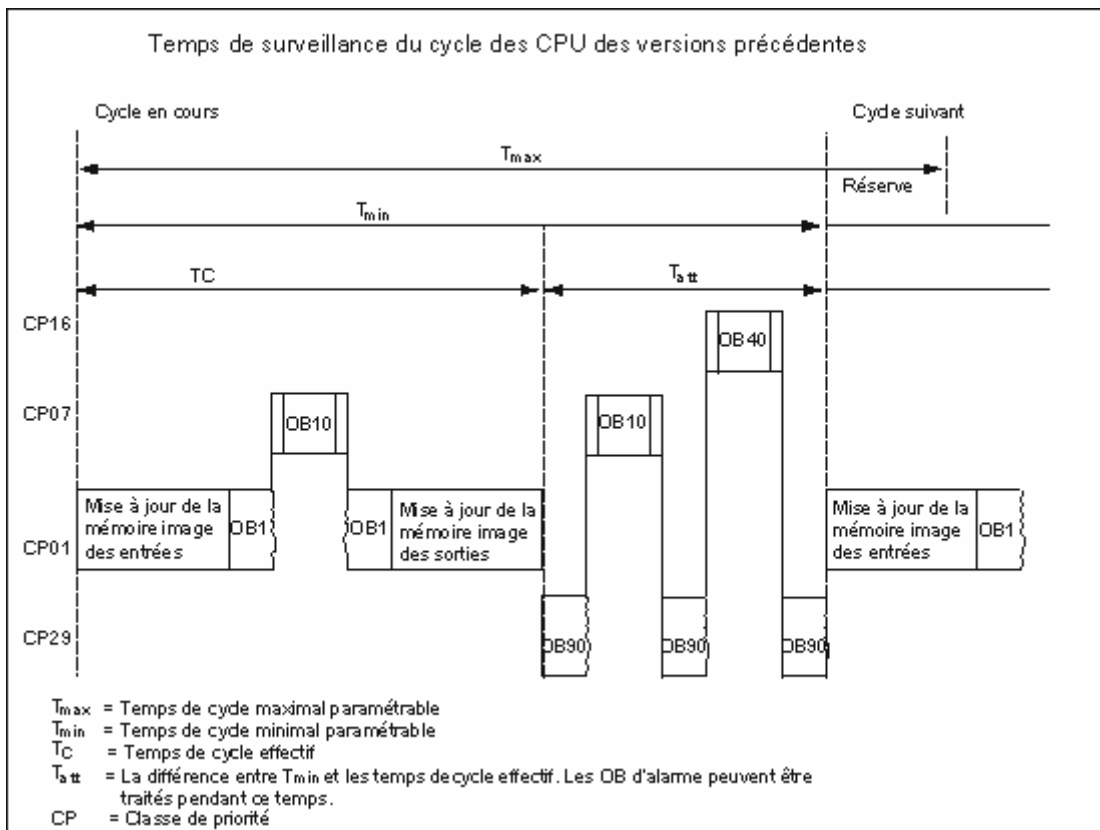 Temps de surveillance du cycle des CPU des versions précédentes
Cycle en cours
Cycle suivant
Tmax
Réserve
Tmin
TC
Tatt
CP16
OB40
CP07
OB10
OB10
Mise à jour de la
mémoire image
des entrées
OB1
OB1
Mise à jour de la
mémoire image
des sorties
Mise à jour de la
mémoire image
des entrées
OB1
CP01
CP29
OB90
OB90
OB90
Tmax = Temps de cycle maximal paramétrable
Tmin = Temps de cycle minimal paramétrable
TC = Temps de cycle effectif
Tatt = La différence entre Tmin et les temps de cycle effectif. Les OB d'alarme peuvent être
traités pendant ce temps.
CP = Classe de priorité